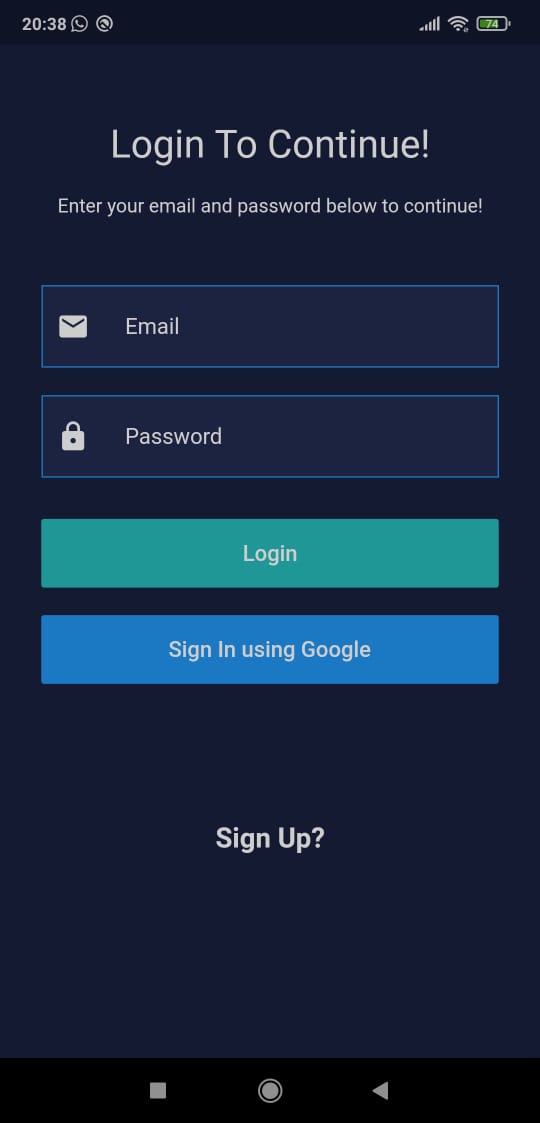 20:38
74
Login To Continue!
Enter your email and password below to continue!
Email
Password
Login
Sign In using Google
Sign Up?